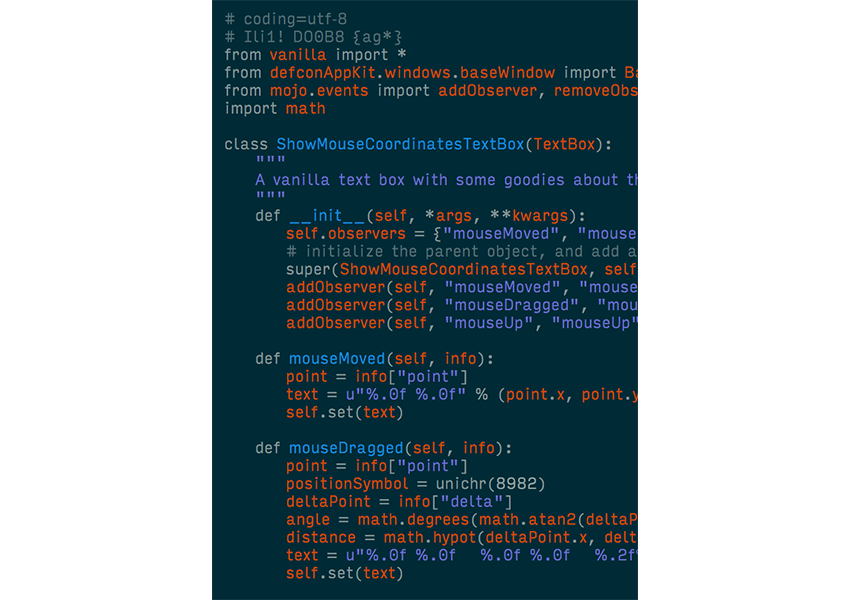 # coding=utf-8
# Ili1! DO0B8 {ag*}
from vanilla import *
from defconAppKit.windows.baseWindow import Ba
from mojo.events import addObserver, removeObs
import math

class ShowMouseCoordinatesTextBox(TextBox):
    """
    A vanilla text box with some goodies about th
    """
    def __init__(self, *args, **kwargs):
        self.observers = {"mouseMoved", "mouse
        # initialize the parent object, and add a
        super(ShowMouseCoordinatesTextBox, self
        addObserver(self, "mouseMoved", "mouse
        addObserver(self, "mouseDragged", "mou
        addObserver(self, "mouseUp", "mouseUp"

    def mouseMoved(self, info):
        point = info["point"]
        text = u"%.0f %.0f" % (point.x, point.y
        self.set(text)

    def mouseDragged(self, info):
        point = info["point"]
        positionSymbol = unichr(8982)
        deltaPoint = info["delta"]
        angle = math.degrees(math.atan2(deltaP
        distance = math.hypot(deltaPoint.x, delt
        text = u"%.0f %.0f   %.0f %.0f   %.2f°
        self.set(text)